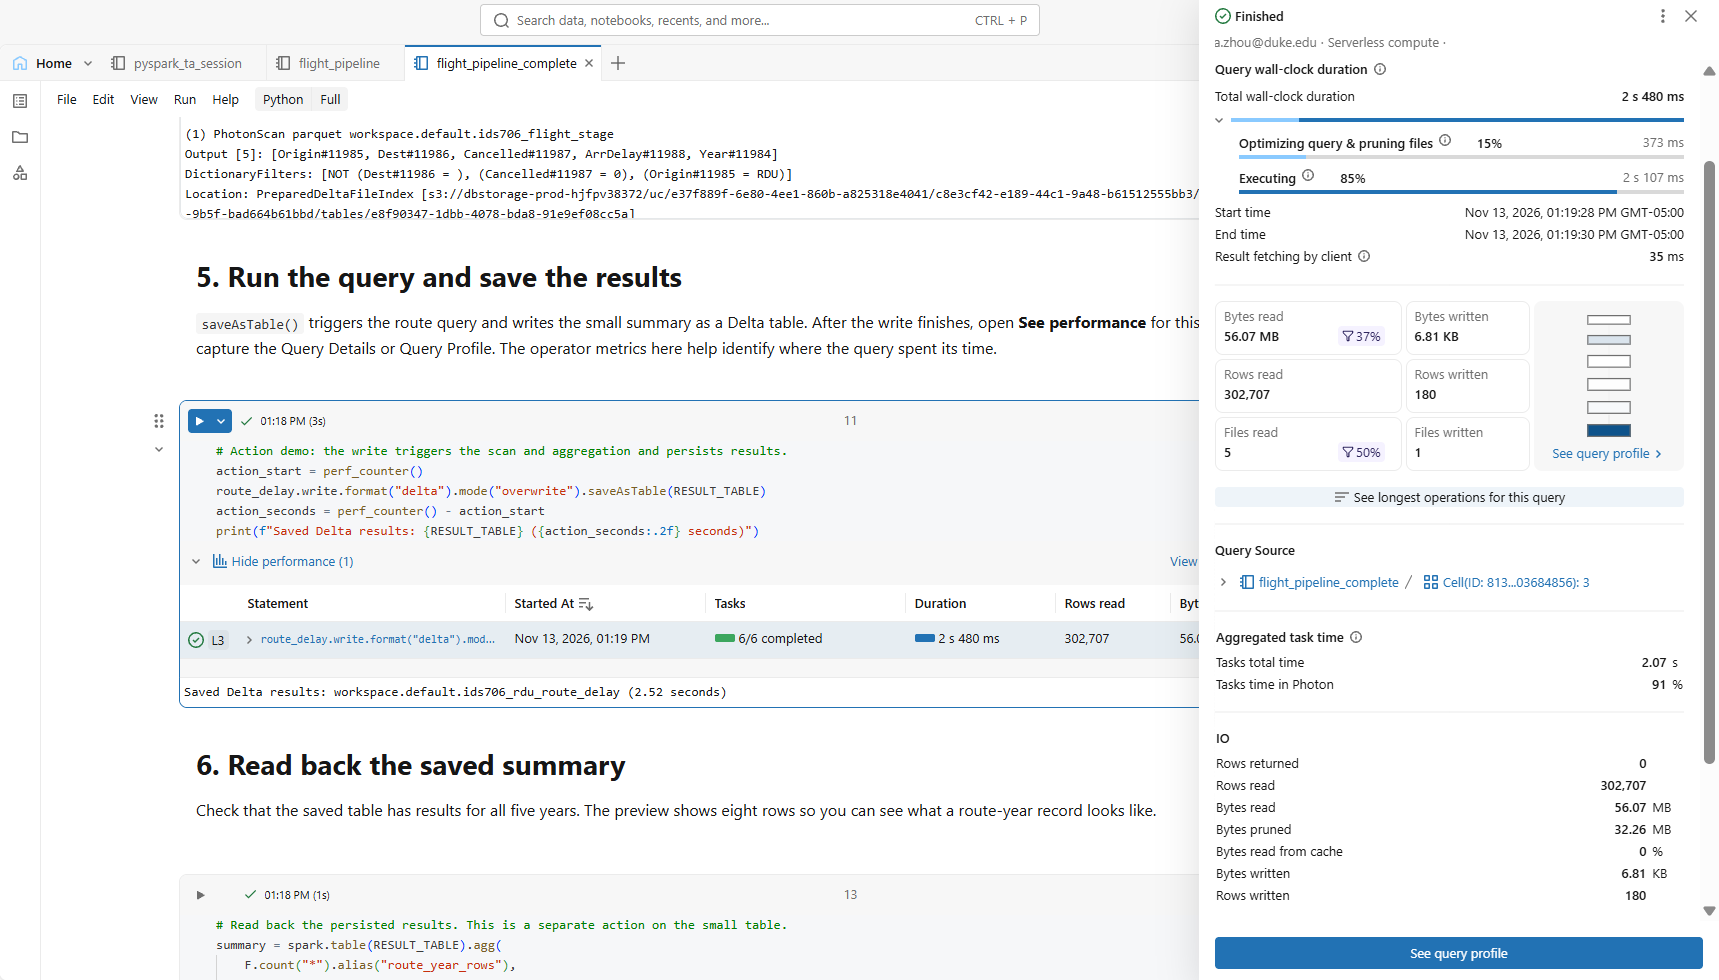 Search data, notebooks, recents, and more...
CTRL + P
Home
pyspark_ta_session
flight_pipeline
flight_pipeline_complete
File Edit View Run Help Python Full
(1) PhotonScan parquet workspace.default.ids706_flight_stage
Output [5]: [Origin#11985, Dest#11986, Cancelled#11987, ArrDelay#11988, Year#11984]
DictionaryFilters: [NOT (Dest#11986 = ), (Cancelled#11987 = 0), (Origin#11985 = RDU)]
Location: PreparedDeltaFileIndex [s3://dbstorage-prod-hjfpv38372/uc/e37f889f-6e80-4ee1-860b-a825318e4041/c8e3cf42-e189-44c1-9a48-b61512555bb3/
-9b5f-bad664b61bbd/tables/e8f90347-1dbb-4078-bda8-91e9ef08cc5a]
5. Run the query and save the results
saveAsTable() triggers the route query and writes the small summary as a Delta table. After the write finishes, open See performance for this
capture the Query Details or Query Profile. The operator metrics here help identify where the query spent its time.
01:18 PM (3s)
11
# Action demo: the write triggers the scan and aggregation and persists results.
action_start = perf_counter()
route_delay.write.format("delta").mode("overwrite").saveAsTable(RESULT_TABLE)
action_seconds = perf_counter() - action_start
print(f"Saved Delta results: {RESULT_TABLE} ({action_seconds:.2f} seconds)")
Hide performance (1)
View
Statement Started At Tasks Duration Rows read Byt
L3 route_delay.write.format("delta").mod... Nov 13, 2026, 01:19 PM 6/6 completed 2 s 480 ms 302,707 56.0
Saved Delta results: workspace.default.ids706_rdu_route_delay (2.52 seconds)
6. Read back the saved summary
Check that the saved table has results for all five years. The preview shows eight rows so you can see what a route-year record looks like.
01:18 PM (1s)
13
# Read back the persisted results. This is a separate action on the small table.
summary = spark.table(RESULT_TABLE).agg(
F.count("*").alias("route_year_rows"),
Finished
a.zhou@duke.edu · Serverless compute ·
Query wall-clock duration
Total wall-clock duration 2 s 480 ms
Optimizing query & pruning files 15% 373 ms
Executing 85% 2 s 107 ms
Start time Nov 13, 2026, 01:19:28 PM GMT-05:00
End time Nov 13, 2026, 01:19:30 PM GMT-05:00
Result fetching by client 35 ms
Bytes read
56.07 MB 37%
Bytes written
6.81 KB
Rows read
302,707
Rows written
180
Files read
5 50%
Files written
1
See query profile
See longest operations for this query
Query Source
flight_pipeline_complete / Cell(ID: 813...03684856): 3
Aggregated task time
Tasks total time 2.07 s
Tasks time in Photon 91 %
IO
Rows returned 0
Rows read 302,707
Bytes read 56.07 MB
Bytes pruned 32.26 MB
Bytes read from cache 0 %
Bytes written 6.81 KB
Rows written 180
See query profile